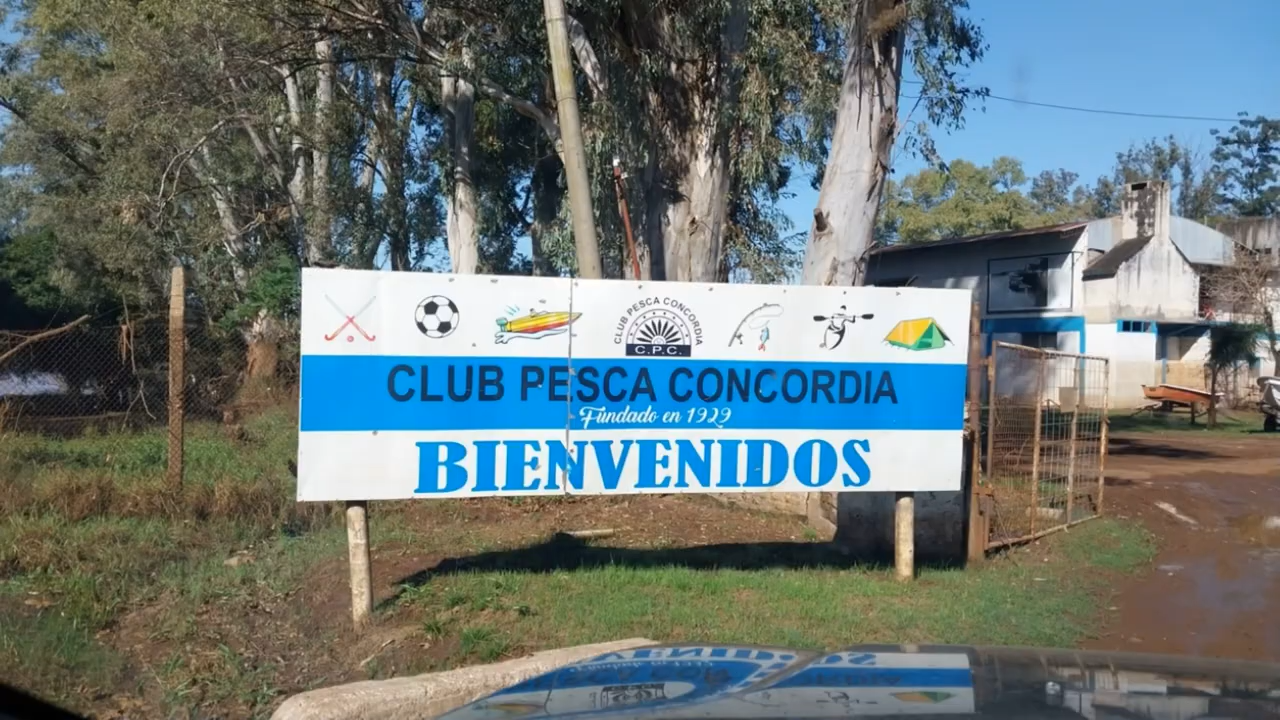 CLUB PESCA CONCORDIA
C.P.C.
CLUB PESCA CONCORDIA
Fundado en 1929
BIENVENIDOS